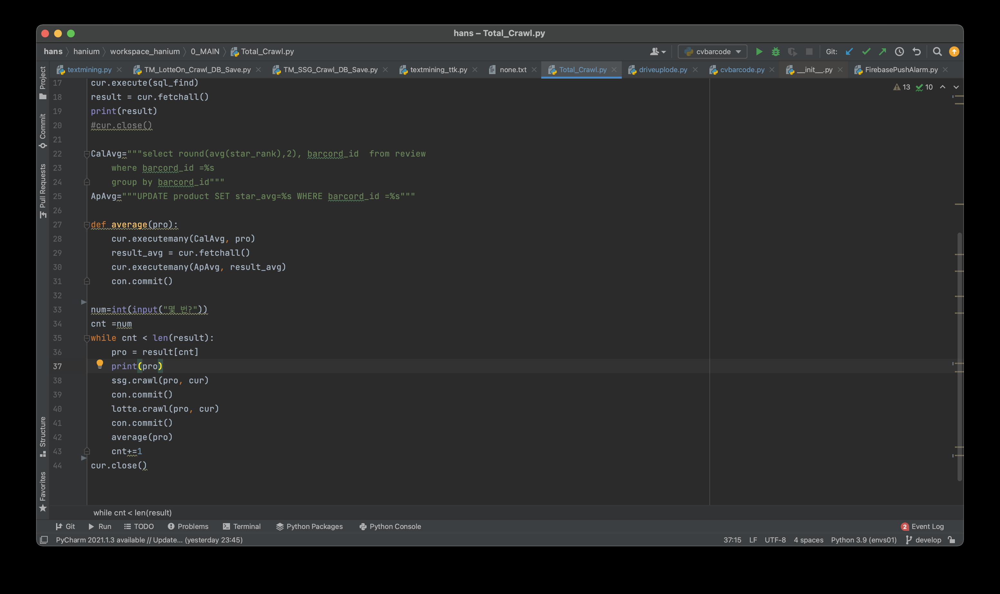 hans – Total_Crawl.py
hans hanium workspace_hanium 0_MAIN Total_Crawl.py cvbarcode Git:
textmining.py TM_LotteOn_Crawl_DB_Save.py TM_SSG_Crawl_DB_Save.py textmining_ttk.py none.txt Total_Crawl.py driveuplode.py cvbarcode.py __init__.py FirebasePushAlarm.py
Project
Commit
Pull Requests
Structure
Favorites
13 10
17 cur.execute(sql_find)
18 result = cur.fetchall()
19 print(result)
20 #cur.close()
21
22 CalAvg="""select round(avg(star_rank),2), barcord_id  from review
23     where barcord_id =%s
24     group by barcord_id"""
25 ApAvg="""UPDATE product SET star_avg=%s WHERE barcord_id =%s"""
26
27 def average(pro):
28     cur.executemany(CalAvg, pro)
29     result_avg = cur.fetchall()
30     cur.executemany(ApAvg, result_avg)
31     con.commit()
32
33 num=int(input("몇 번?"))
34 cnt =num
35 while cnt < len(result):
36     pro = result[cnt]
37     print(pro)
38     ssg.crawl(pro, cur)
39     con.commit()
40     lotte.crawl(pro, cur)
41     con.commit()
42     average(pro)
43     cnt+=1
44 cur.close()
while cnt < len(result)
Git Run TODO Problems Terminal Python Packages Python Console 2 Event Log
PyCharm 2021.1.3 available // Update... (yesterday 23:45) 37:15 LF UTF-8 4 spaces Python 3.9 (envs01) develop